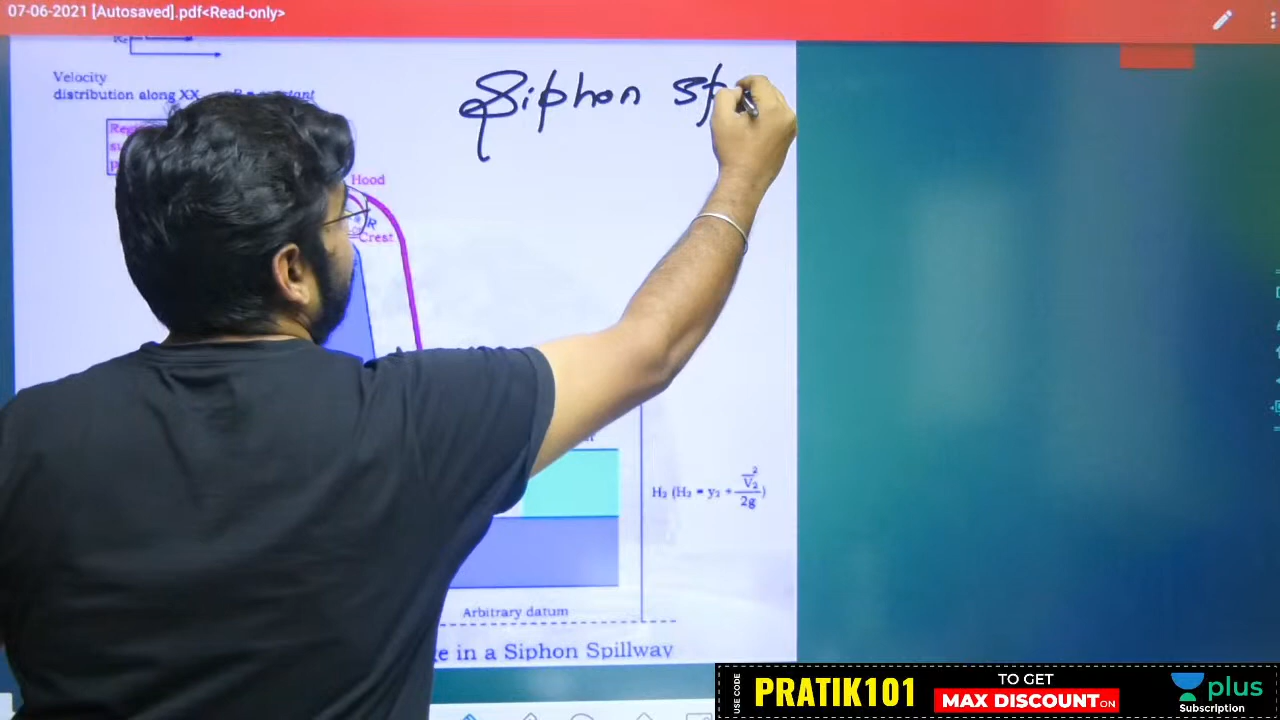 07-06-2021 [Autosaved].pdf<Read-only>
Velocity
distribution along XX
Siphon sp
Hood
R
Crest
H₂ (H₂ = y₂ + V̅₂² / 2g)
Arbitrary datum
in a Siphon Spillway
USE CODE
PRATIK101
TO GET
MAX DISCOUNT ON
plus
Subscription